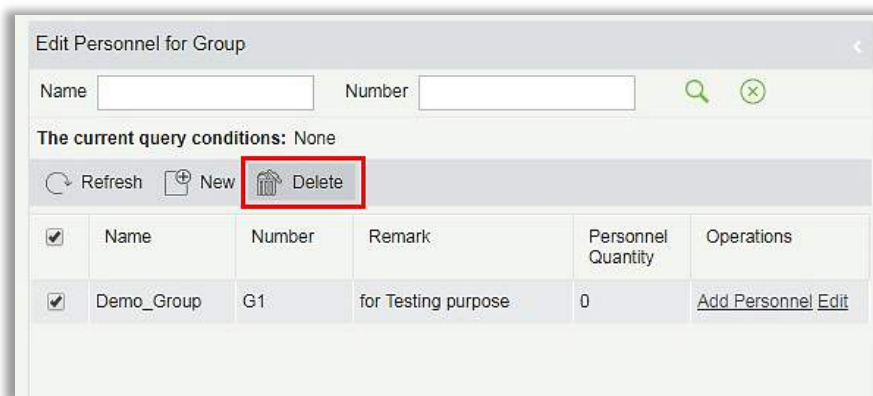 Edit Personnel for Group
Name Number
The current query conditions: None
Refresh New Delete
Name Number Remark Personnel Quantity Operations
Demo_Group G1 for Testing purpose 0 Add Personnel Edit